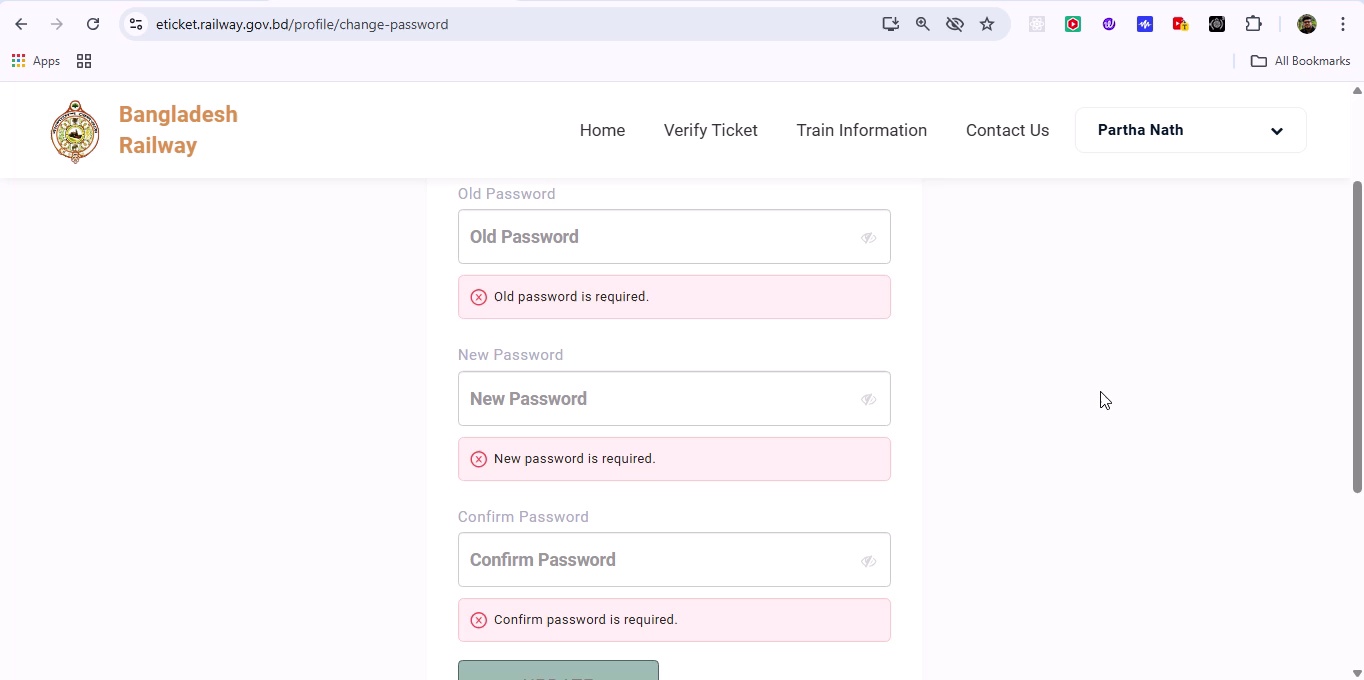 eticket.railway.gov.bd/profile/change-password
Apps
All Bookmarks
Bangladesh
Railway
Home
Verify Ticket
Train Information
Contact Us
Partha Nath
Old Password
Old Password
Old password is required.
New Password
New Password
New password is required.
Confirm Password
Confirm Password
Confirm password is required.